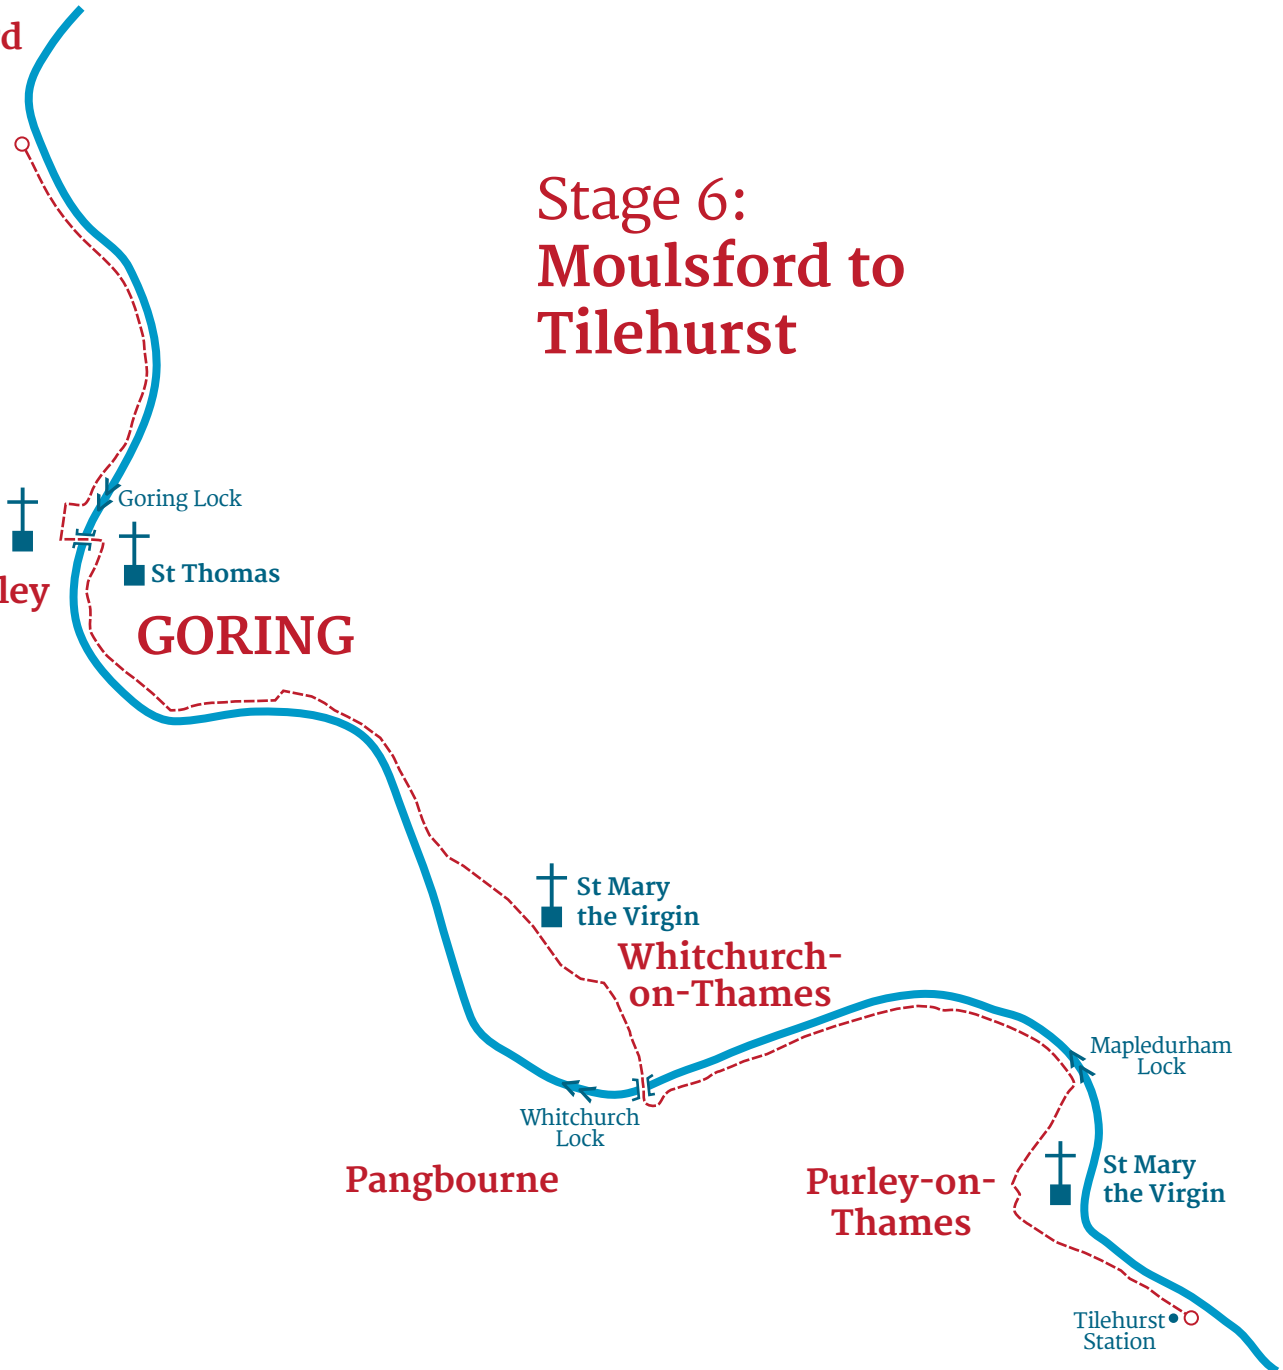 d
Stage 6:
Moulsford to
Tilehurst
Goring Lock
St Thomas
ley
GORING
St Mary
the Virgin
Whitchurch-
on-Thames
Mapledurham
Lock
Whitchurch
Lock
Pangbourne
St Mary
the Virgin
Purley-on-
Thames
Tilehurst
Station